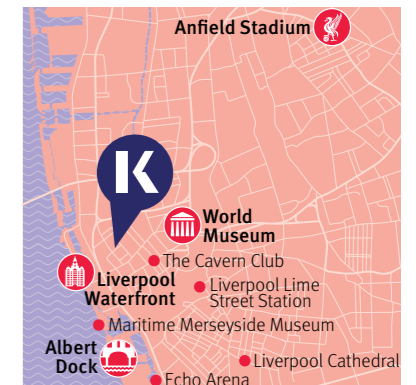 Anfield Stadium
K
World
Museum
The Cavern Club
Liverpool
Waterfront
Liverpool Lime
Street Station
Maritime Merseyside Museum
Albert
Dock
Liverpool Cathedral
Echo Arena